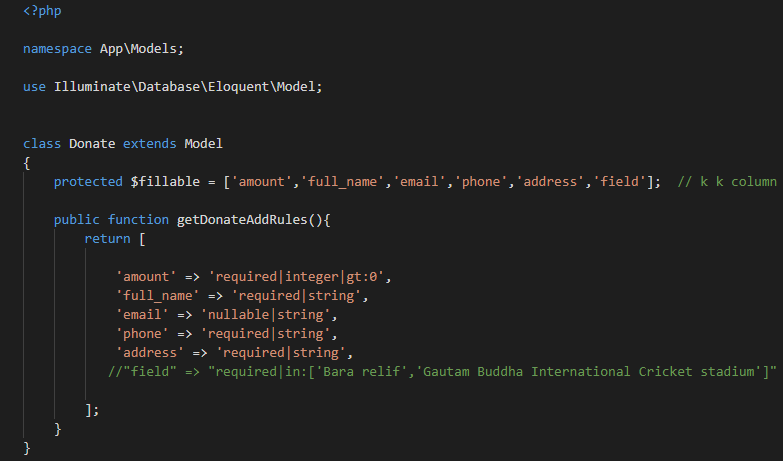 <?php
namespace App\Models;
use Illuminate\Database\Eloquent\Model;
class Donate extends Model
{
protected $fillable = ['amount','full_name','email','phone','address','field']; // k k column
public function getDonateAddRules(){
return [
'amount' => 'required|integer|gt:0',
'full_name' => 'required|string',
'email' => 'nullable|string',
'phone' => 'required|string',
'address' => 'required|string',
//"field" => "required|in:['Bara relif','Gautam Buddha International Cricket stadium']"
];
}
}